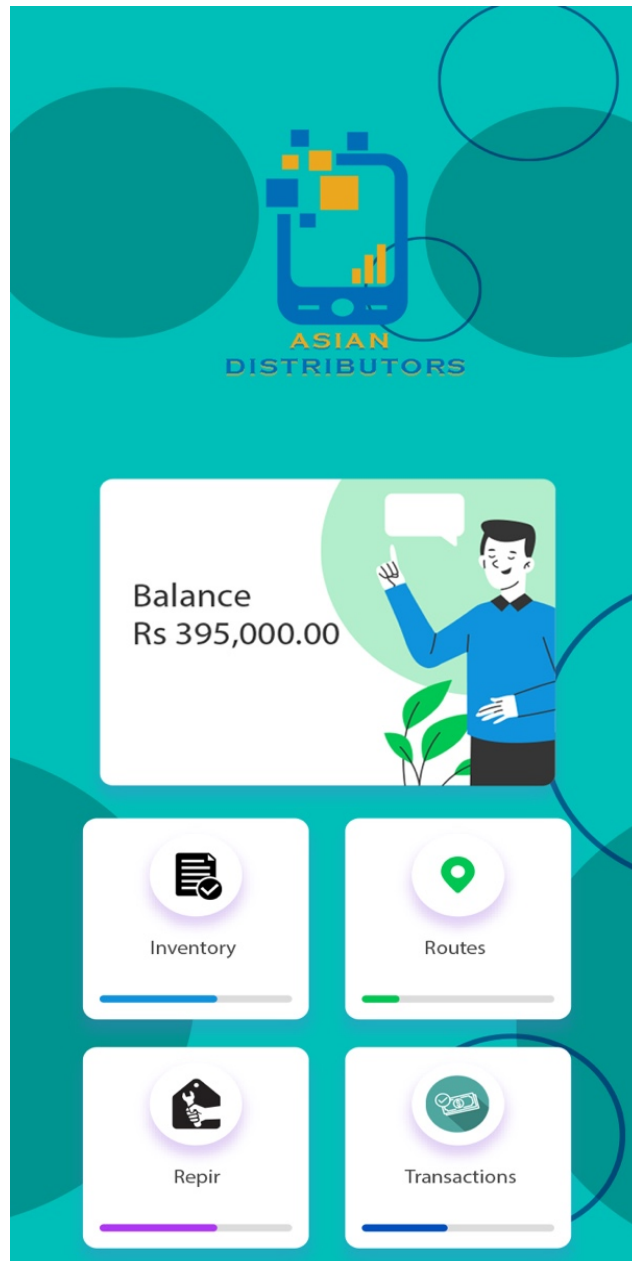 ASIAN
DISTRIBUTORS
Balance
Rs 395,000.00
Inventory
Routes
Repir
Transactions